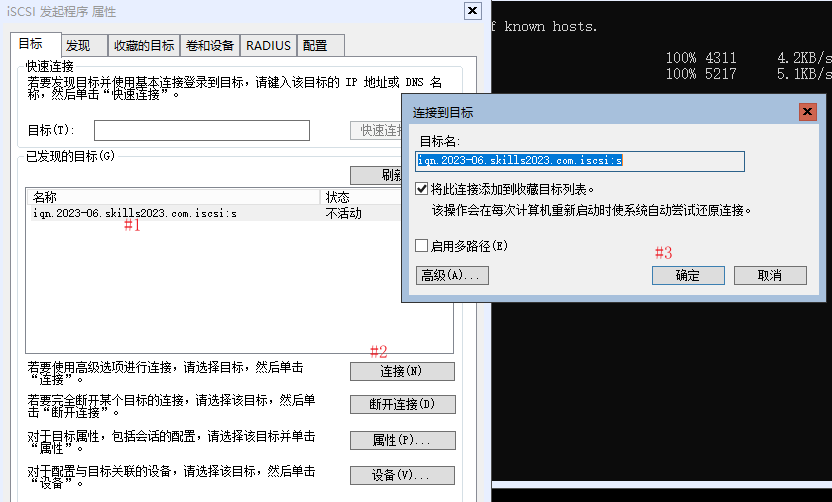 iSCSI 发起程序 属性
目标
发现
收藏的目标
卷和设备
RADIUS
配置
快速连接
若要发现目标并使用基本连接登录到目标，请键入该目标的 IP 地址或 DNS 名
称，然后单击“快速连接”。
目标(T):
快速连接
已发现的目标(G)
刷新
名称
状态
iqn.2023-06.skills2023.com.iscsi:s
不活动
#1
#2
若要使用高级选项进行连接，请选择目标，然后单击
“连接”。
连接(N)
若要完全断开某个目标的连接，请选择该目标，然后单
击“断开连接”。
断开连接(D)
对于目标属性，包括会话的配置，请选择该目标并单击
“属性”。
属性(P)...
对于配置与目标关联的设备，请选择该目标，然后单击
“设备”。
设备(V)...
f known hosts.
100% 4311 4.2KB/s
100% 5217 5.1KB/s
连接到目标
目标名:
iqn.2023-06.skills2023.com.iscsi:s
将此连接添加到收藏目标列表。
该操作会在每次计算机重新启动时使系统自动尝试还原连接。
启用多路径(E)
#3
高级(A)...
确定
取消